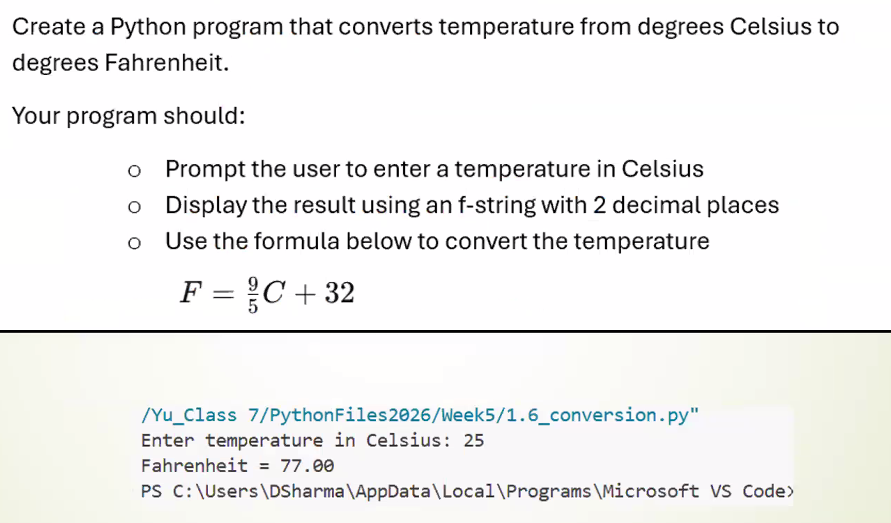 Create a Python program that converts temperature from degrees Celsius to
degrees Fahrenheit.
Your program should:
○ Prompt the user to enter a temperature in Celsius
○ Display the result using an f-string with 2 decimal places
○ Use the formula below to convert the temperature
F = 9/5 C + 32
/Yu_Class 7/PythonFiles2026/Week5/1.6_conversion.py"
Enter temperature in Celsius: 25
Fahrenheit = 77.00
PS C:\Users\DSharma\AppData\Local\Programs\Microsoft VS Code>